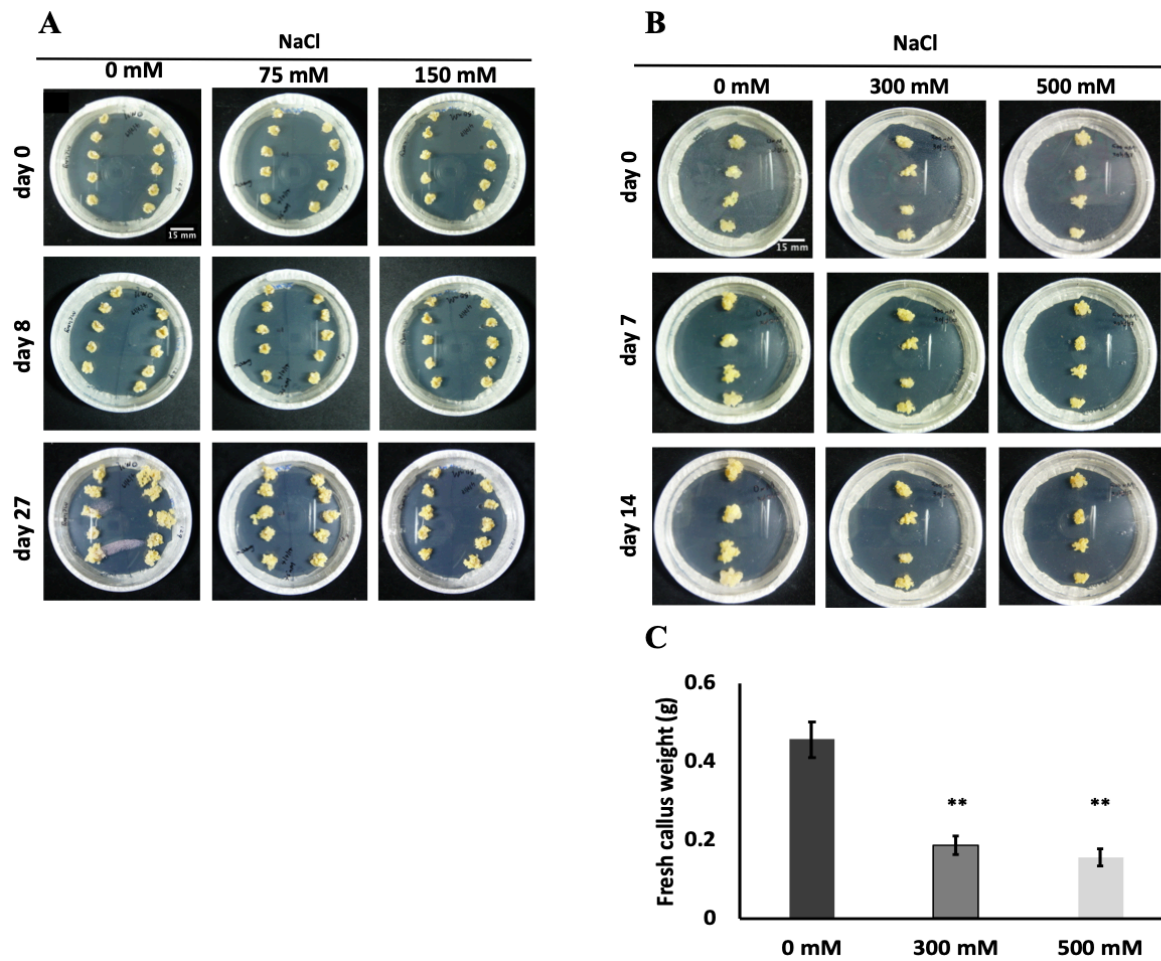 A
NaCl
0 mM 75 mM 150 mM
day 0
15 mm
day 8
day 27
B
NaCl
0 mM 300 mM 500 mM
day 0
15 mm
day 7
day 14
C
Fresh callus weight (g)
0.6
0.4
0.2
0
** **
0 mM 300 mM 500 mM